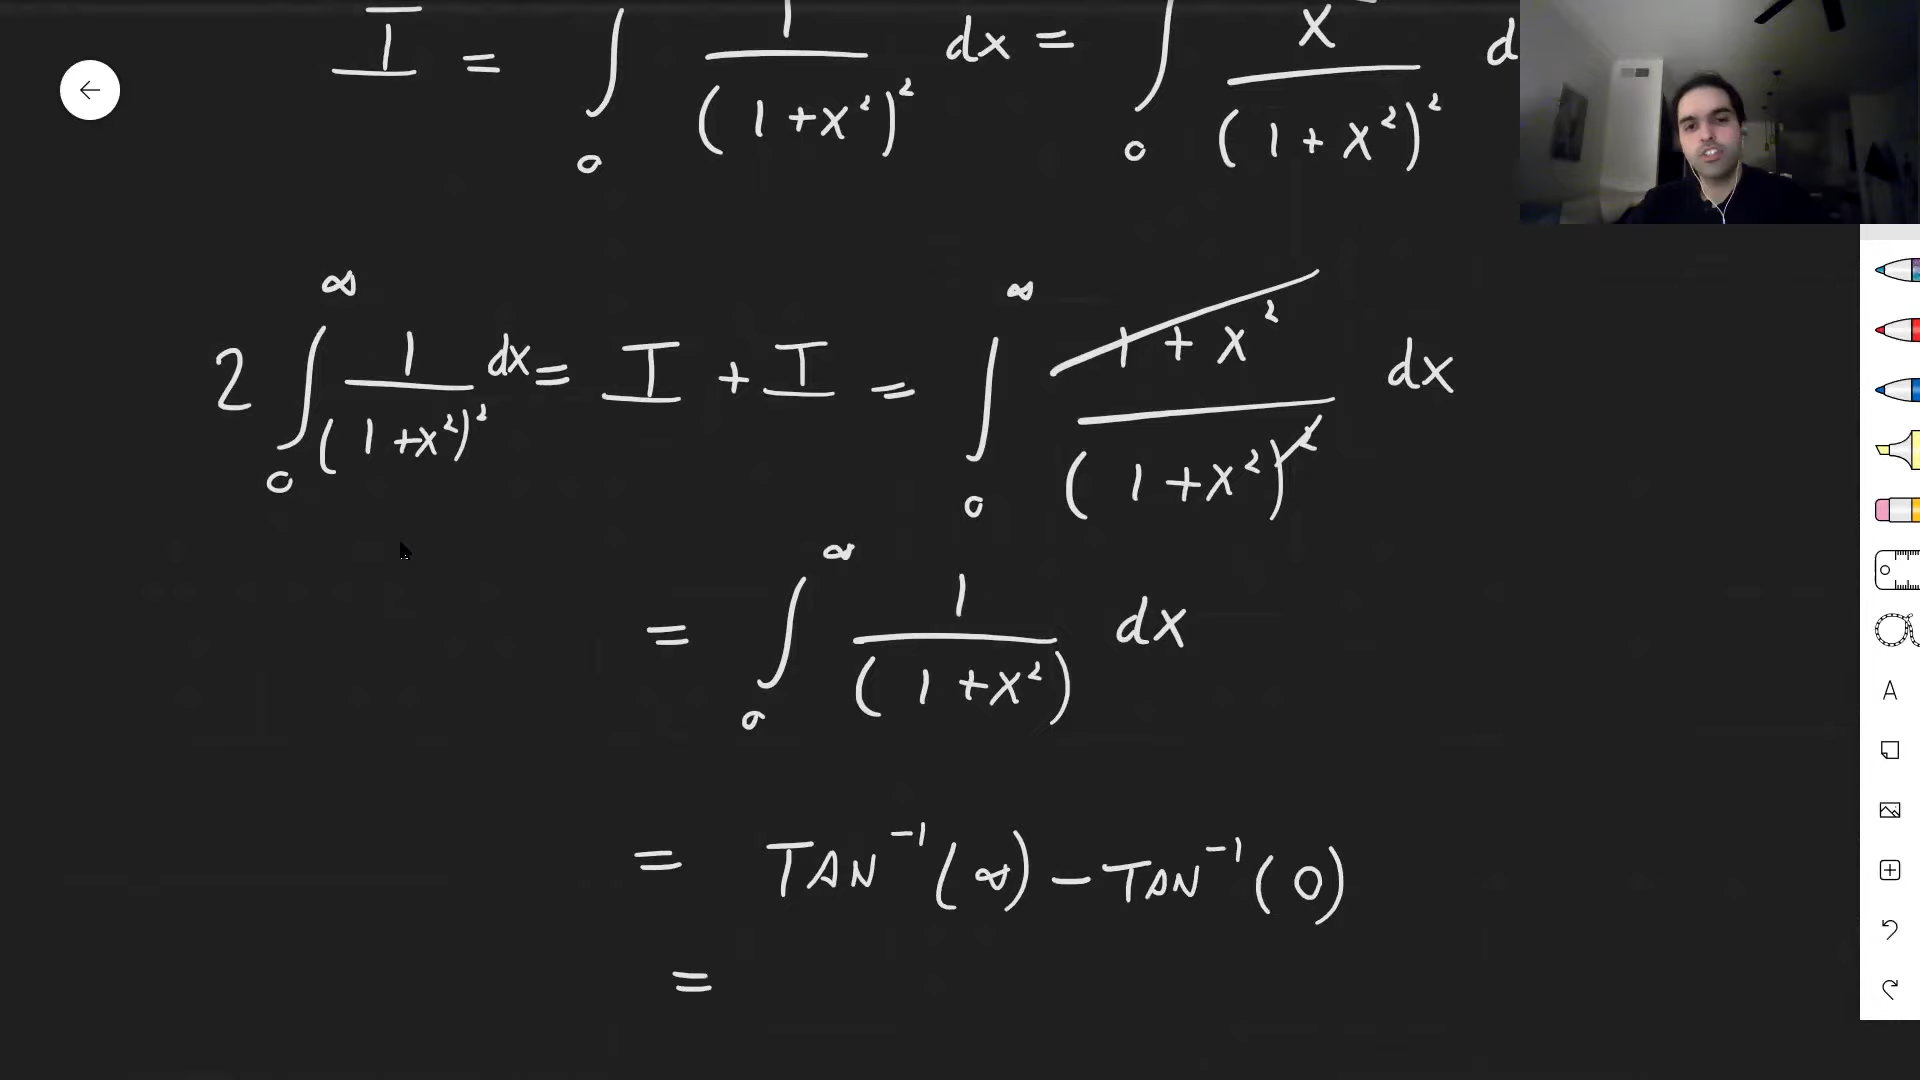 I = ∫₀ 1/(1+x²)² dx = ∫₀ x/(1+x²)² d
2 ∫₀^∞ 1/(1+x²)² dx = I + I = ∫₀^∞ (1+x²)/(1+x²)² dx
= ∫₀^∞ 1/(1+x²) dx
= TAN⁻¹(∞) − TAN⁻¹(0)
=
A